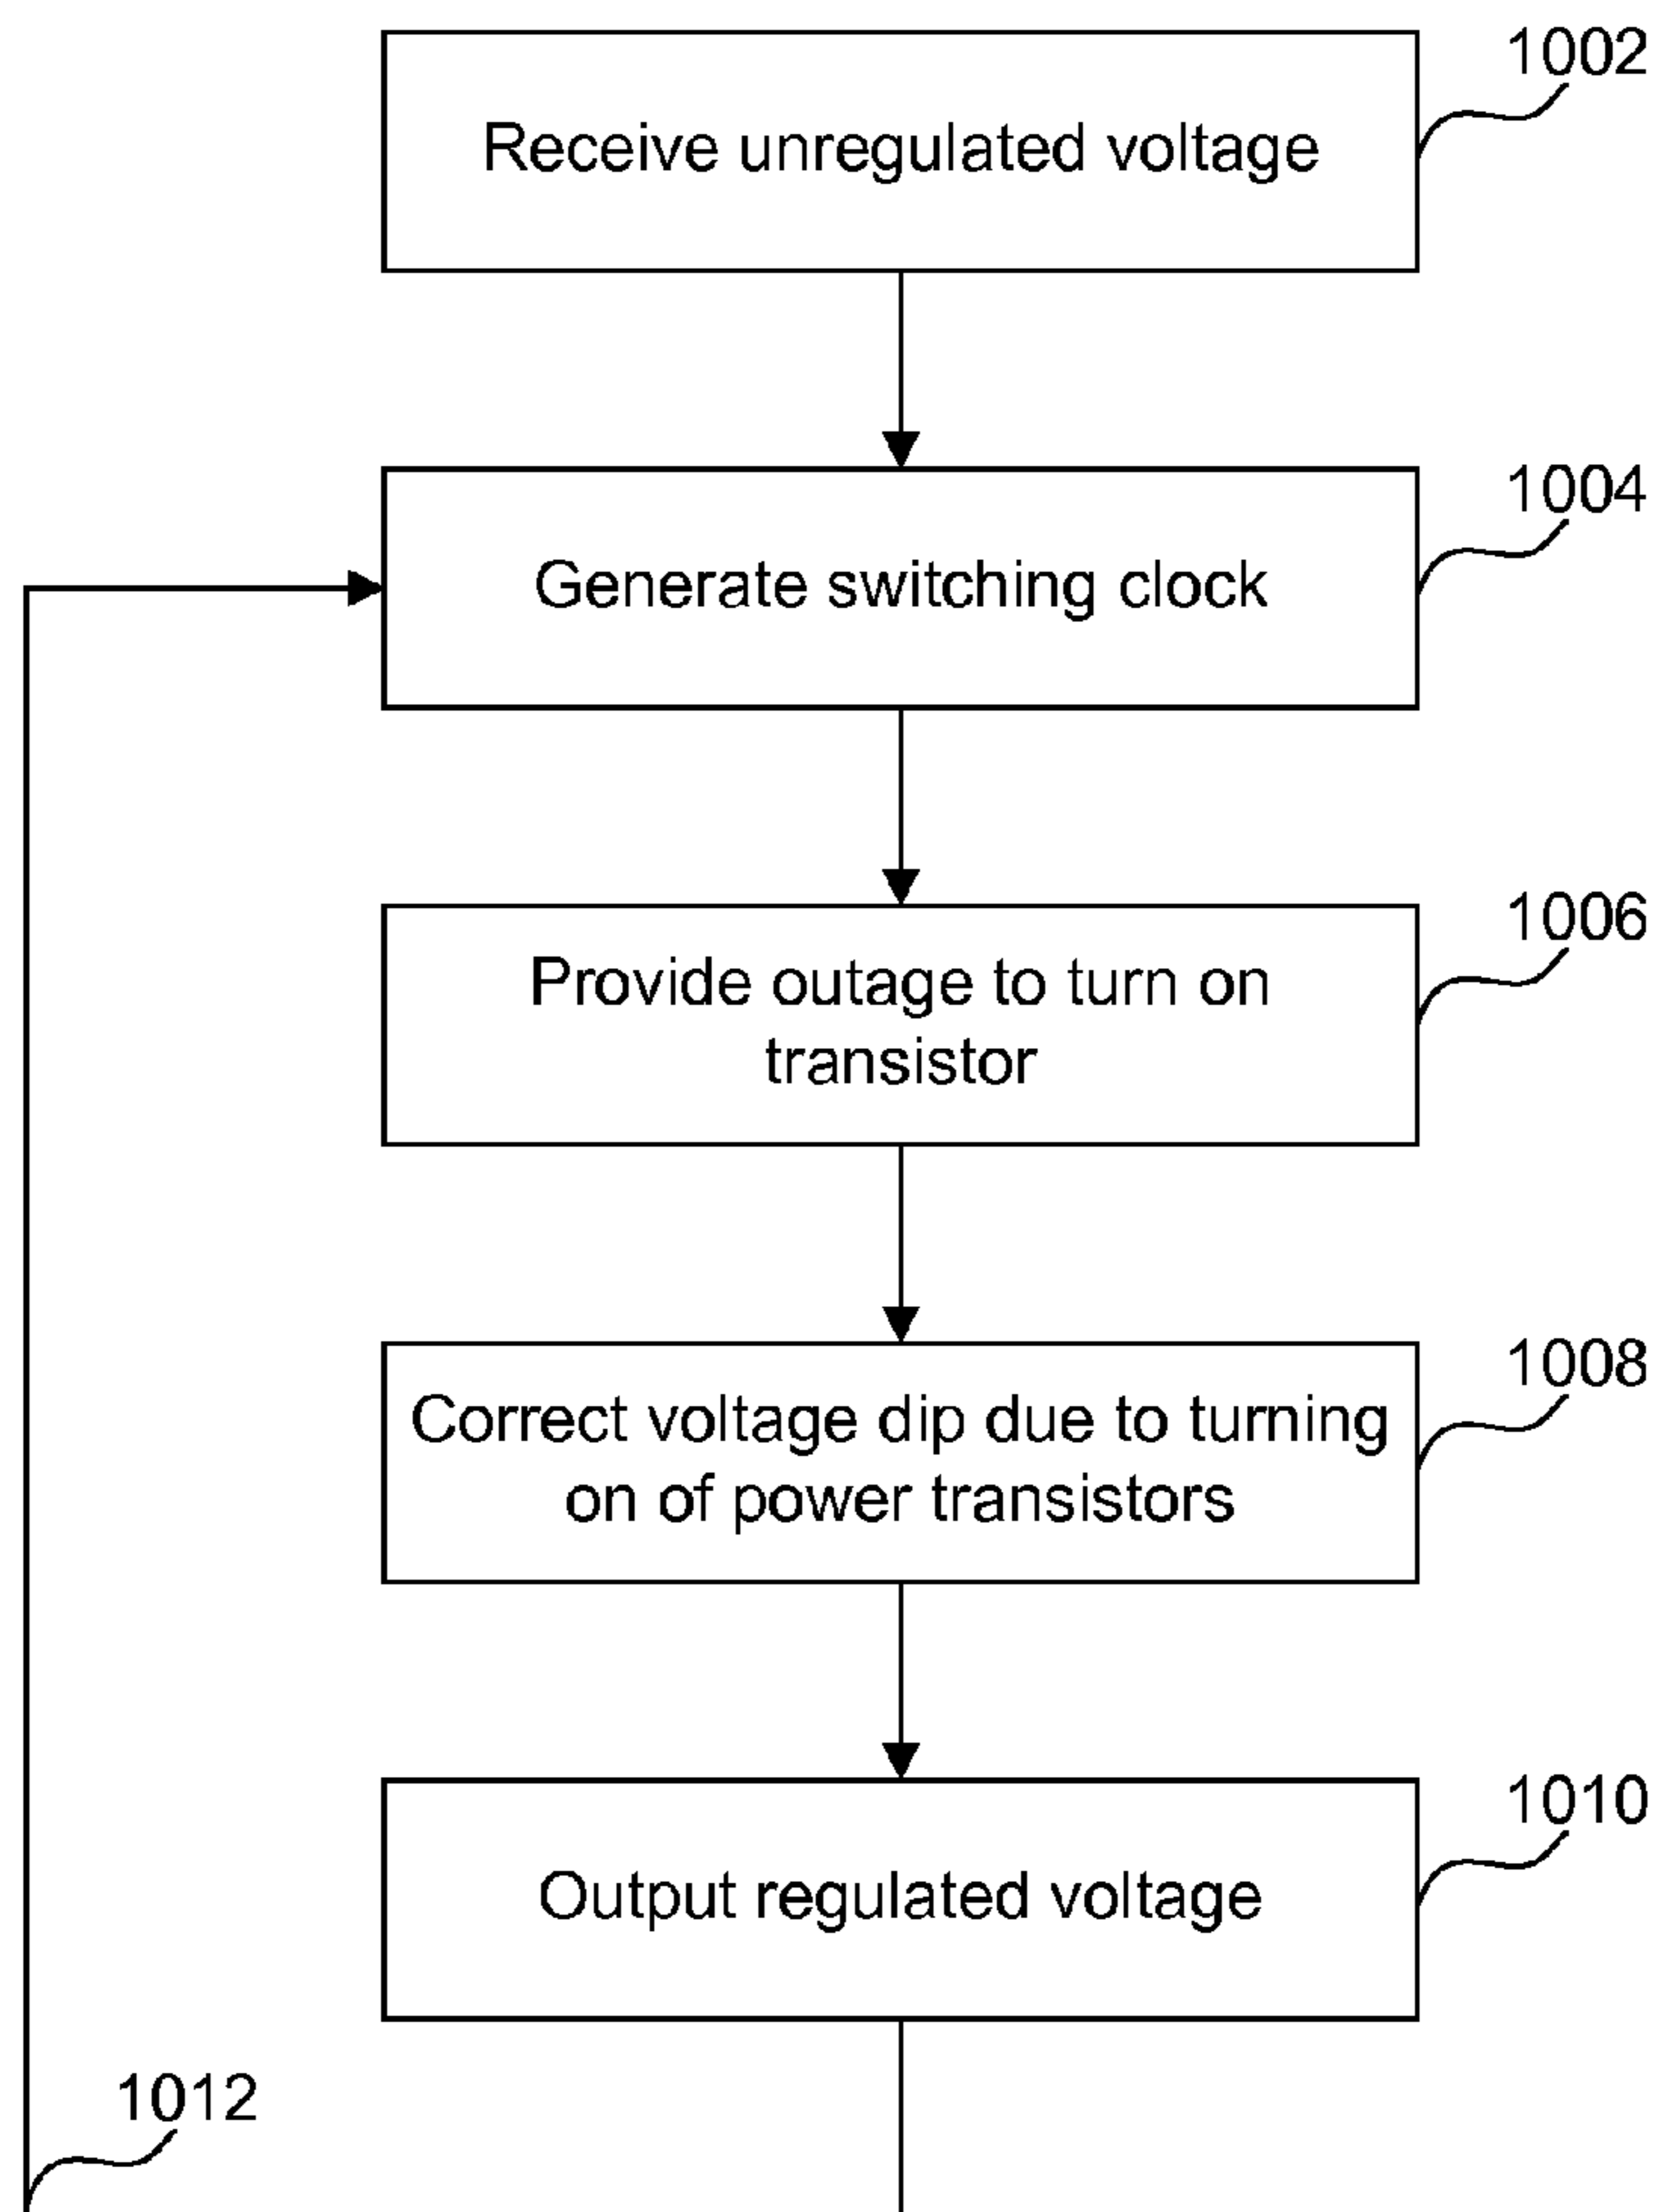 1002
Receive unregulated voltage
1004
Generate switching clock
1006
Provide outage to turn on
transistor
1008
Correct voltage dip due to turning
on of power transistors
1010
Output regulated voltage
1012